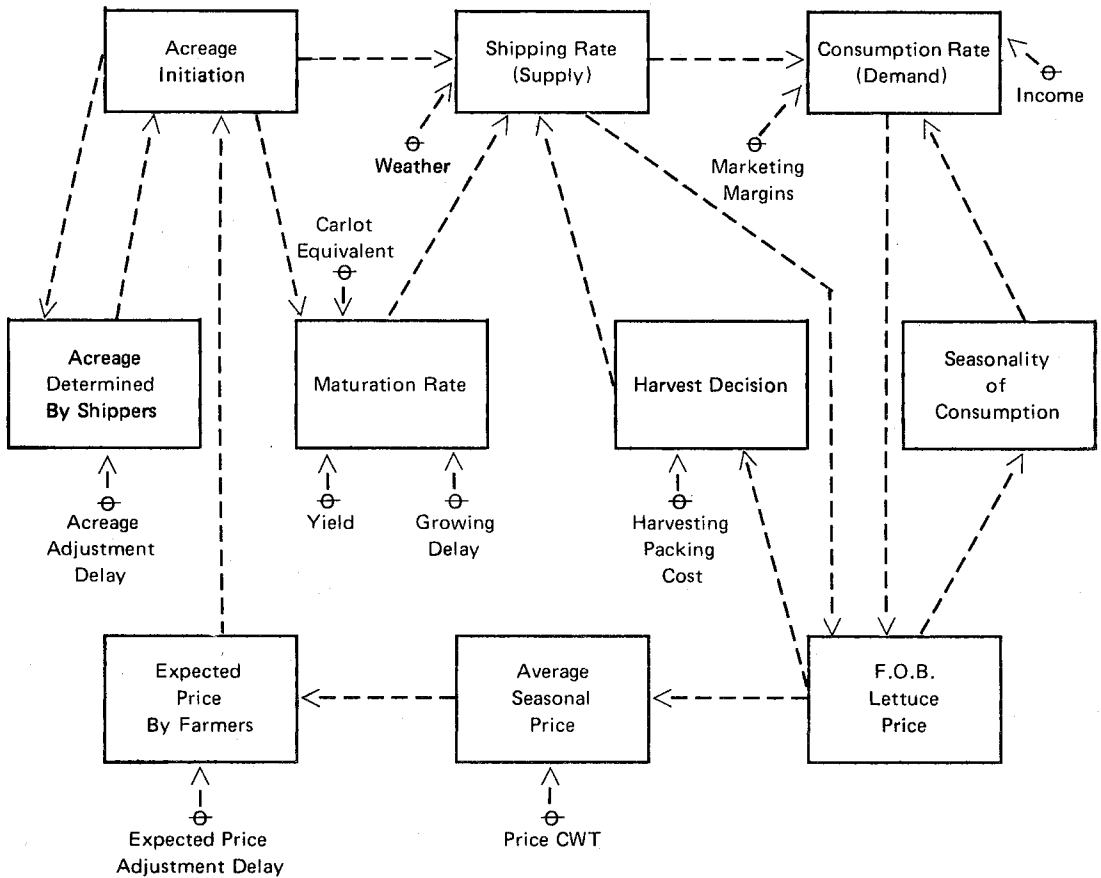 Acreage
Initiation
Shipping Rate
(Supply)
Consumption Rate
(Demand)
Income
Weather
Marketing
Margins
Carlot
Equivalent
Acreage
Determined
By Shippers
Maturation Rate
Harvest Decision
Seasonality
of
Consumption
Acreage
Adjustment
Delay
Yield
Growing
Delay
Harvesting
Packing
Cost
Expected
Price
By Farmers
Average
Seasonal
Price
F.O.B.
Lettuce
Price
Expected Price
Adjustment Delay
Price CWT